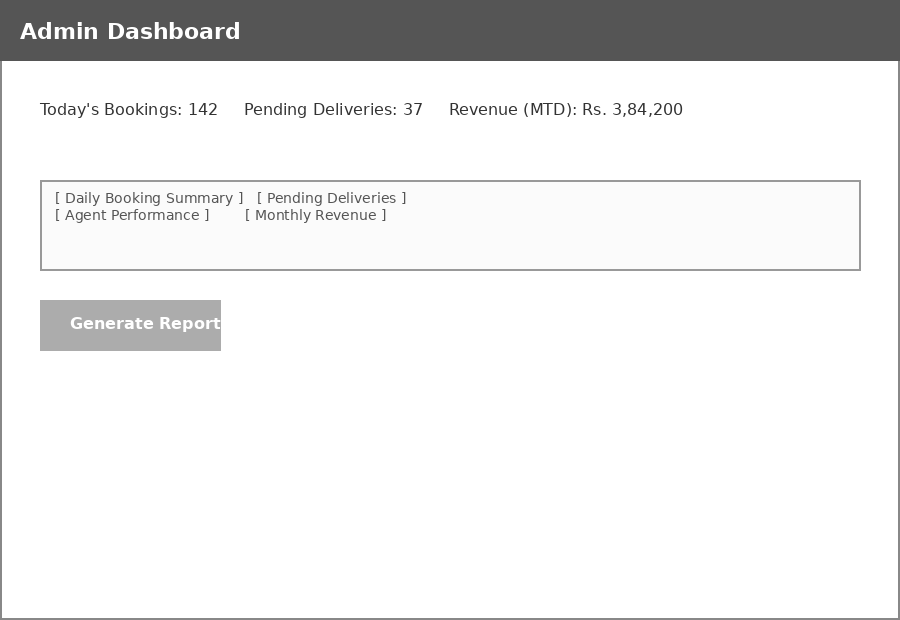 Admin Dashboard
Today's Bookings: 142 Pending Deliveries: 37 Revenue (MTD): Rs. 3,84,200
[ Daily Booking Summary ] [ Pending Deliveries ]
[ Agent Performance ] [ Monthly Revenue ]
Generate Report